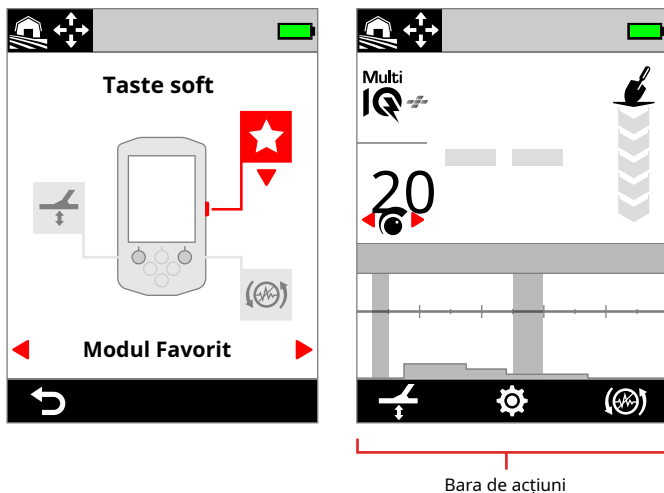 Taste soft
Modul Favorit
Multi
IQ
20
Bara de acțiuni